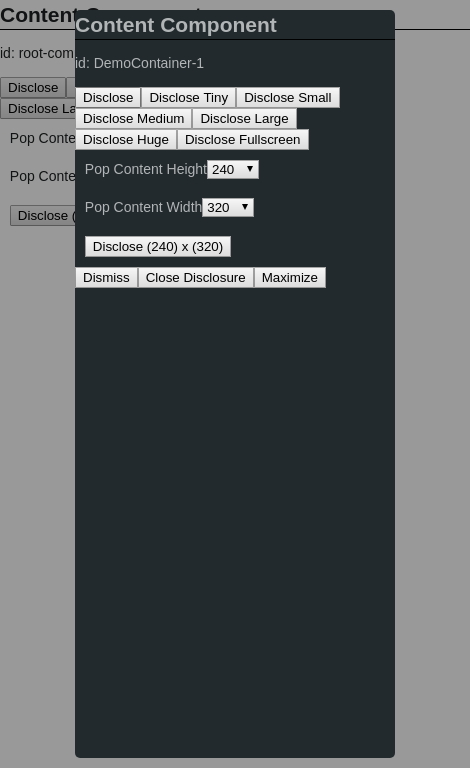 Content Component
id: DemoContainer-1
Disclose Disclose Tiny Disclose Small
Disclose Medium Disclose Large
Disclose Huge Disclose Fullscreen
Pop Content Height 240
Pop Content Width 320
Disclose (240) x (320)
Dismiss Close Disclosure Maximize
Content
id: root-com
Disclose
Disclose La
Pop Conte
Pop Conte
Disclose (